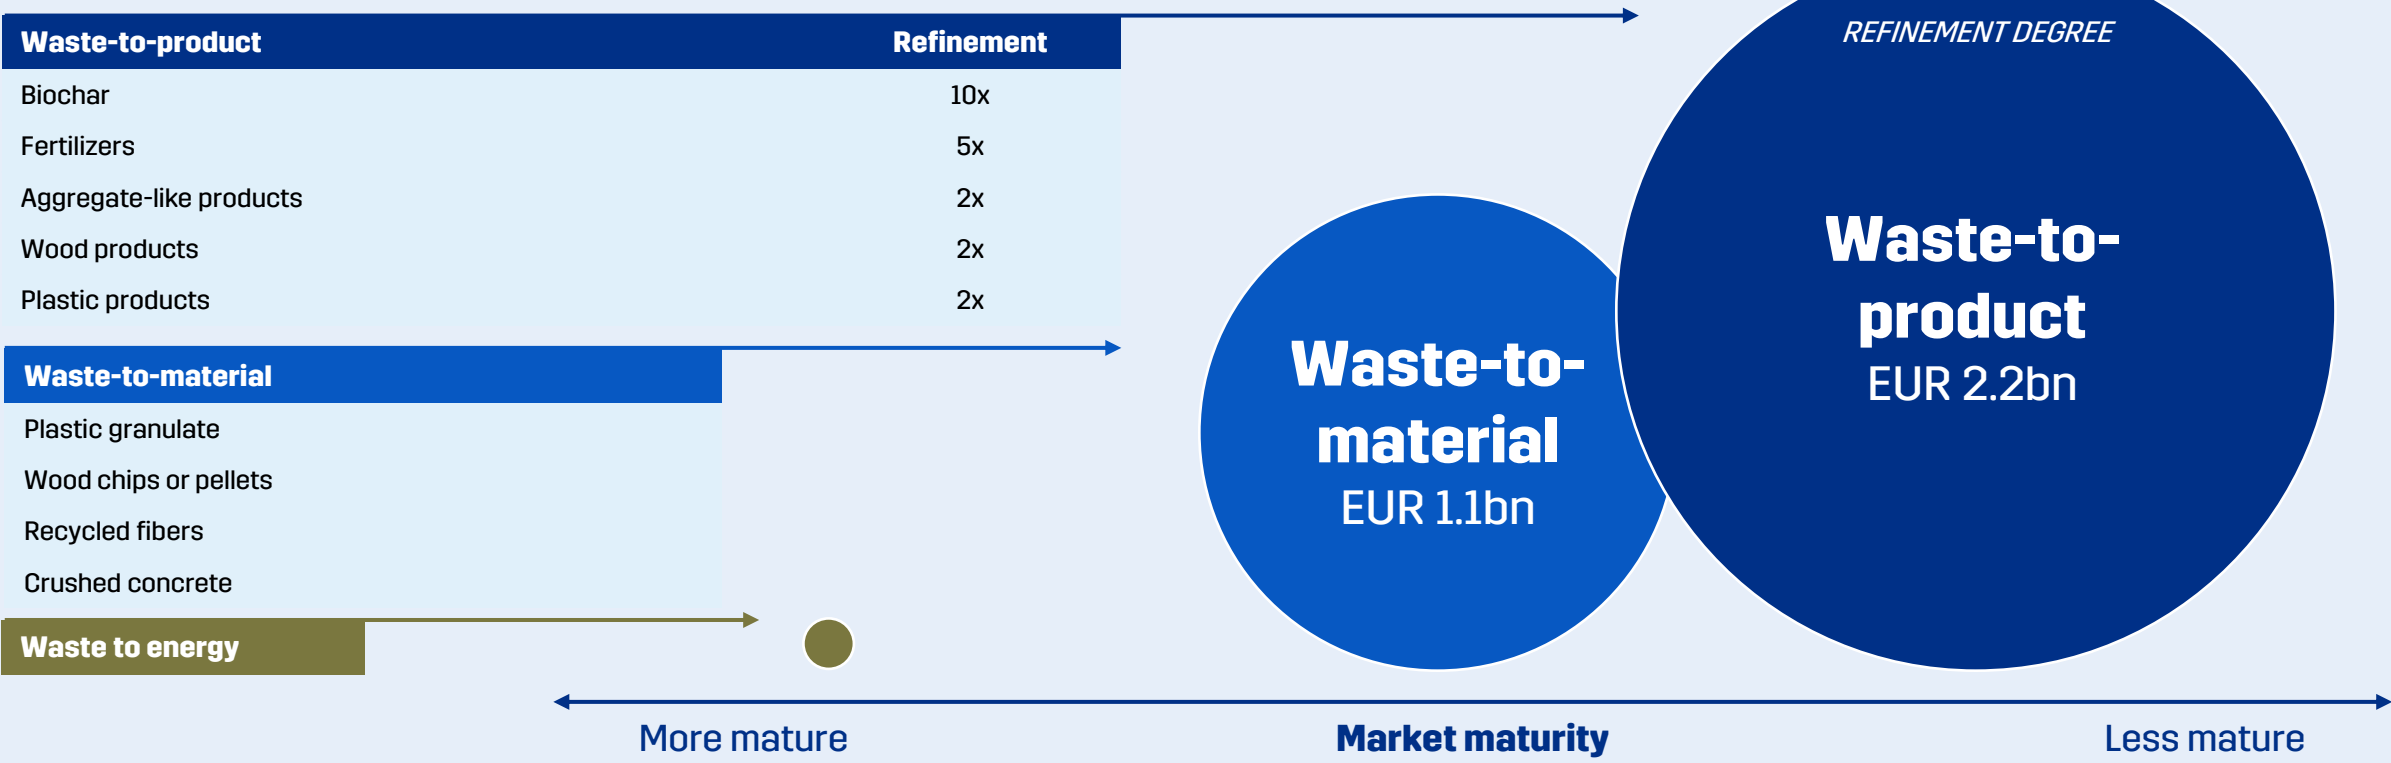 Waste-to-product Refinement
Biochar 10x
Fertilizers 5x
Aggregate-like products 2x
Wood products 2x
Plastic products 2x
Waste-to-material
Plastic granulate
Wood chips or pellets
Recycled fibers
Crushed concrete
Waste to energy
REFINEMENT DEGREE
Waste-to-
product
EUR 2.2bn
Waste-to-
material
EUR 1.1bn
More mature Market maturity Less mature